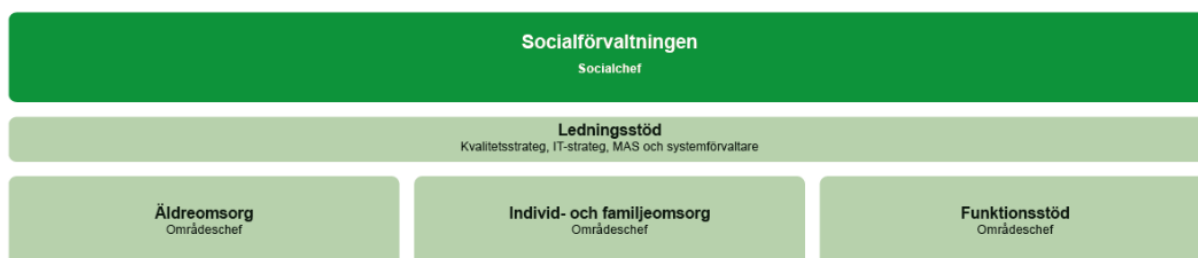 Socialförvaltningen
Socialchef
Ledningsstöd
Kvalitetsstrateg, IT-strateg, MAS och systemförvaltare
Äldreomsorg
Områdeschef
Individ- och familjeomsorg
Områdeschef
Funktionsstöd
Områdeschef